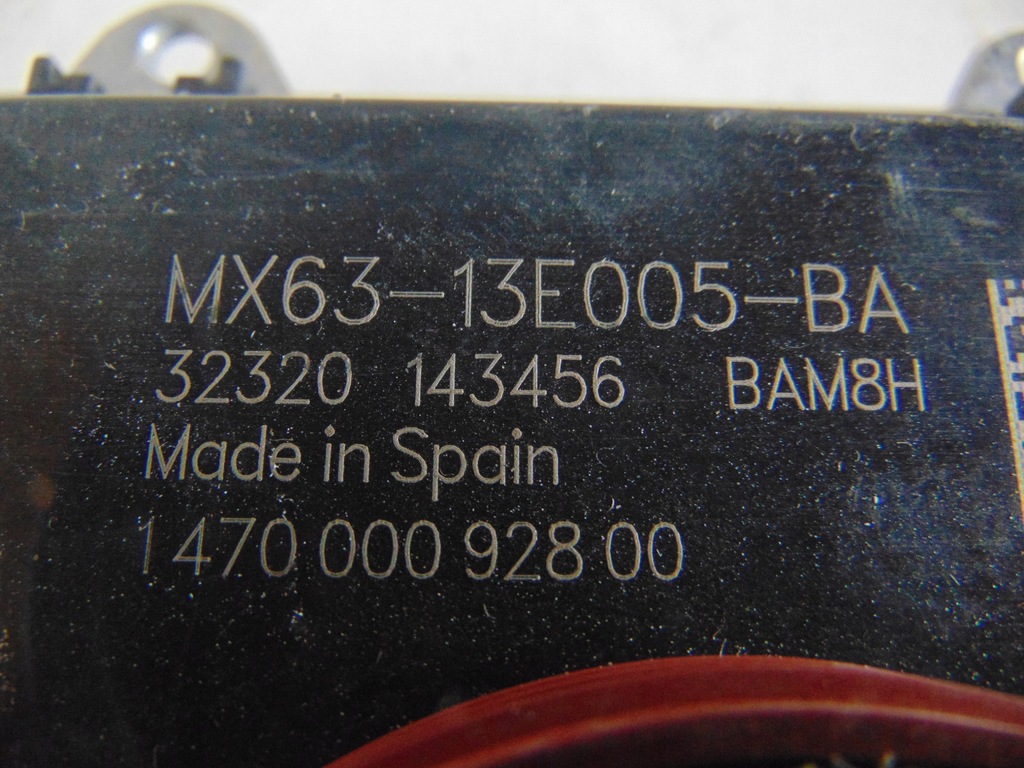 MX63-13E005-BA
32320 143456 BAM8H
Made in Spain
1 470 000 928 00